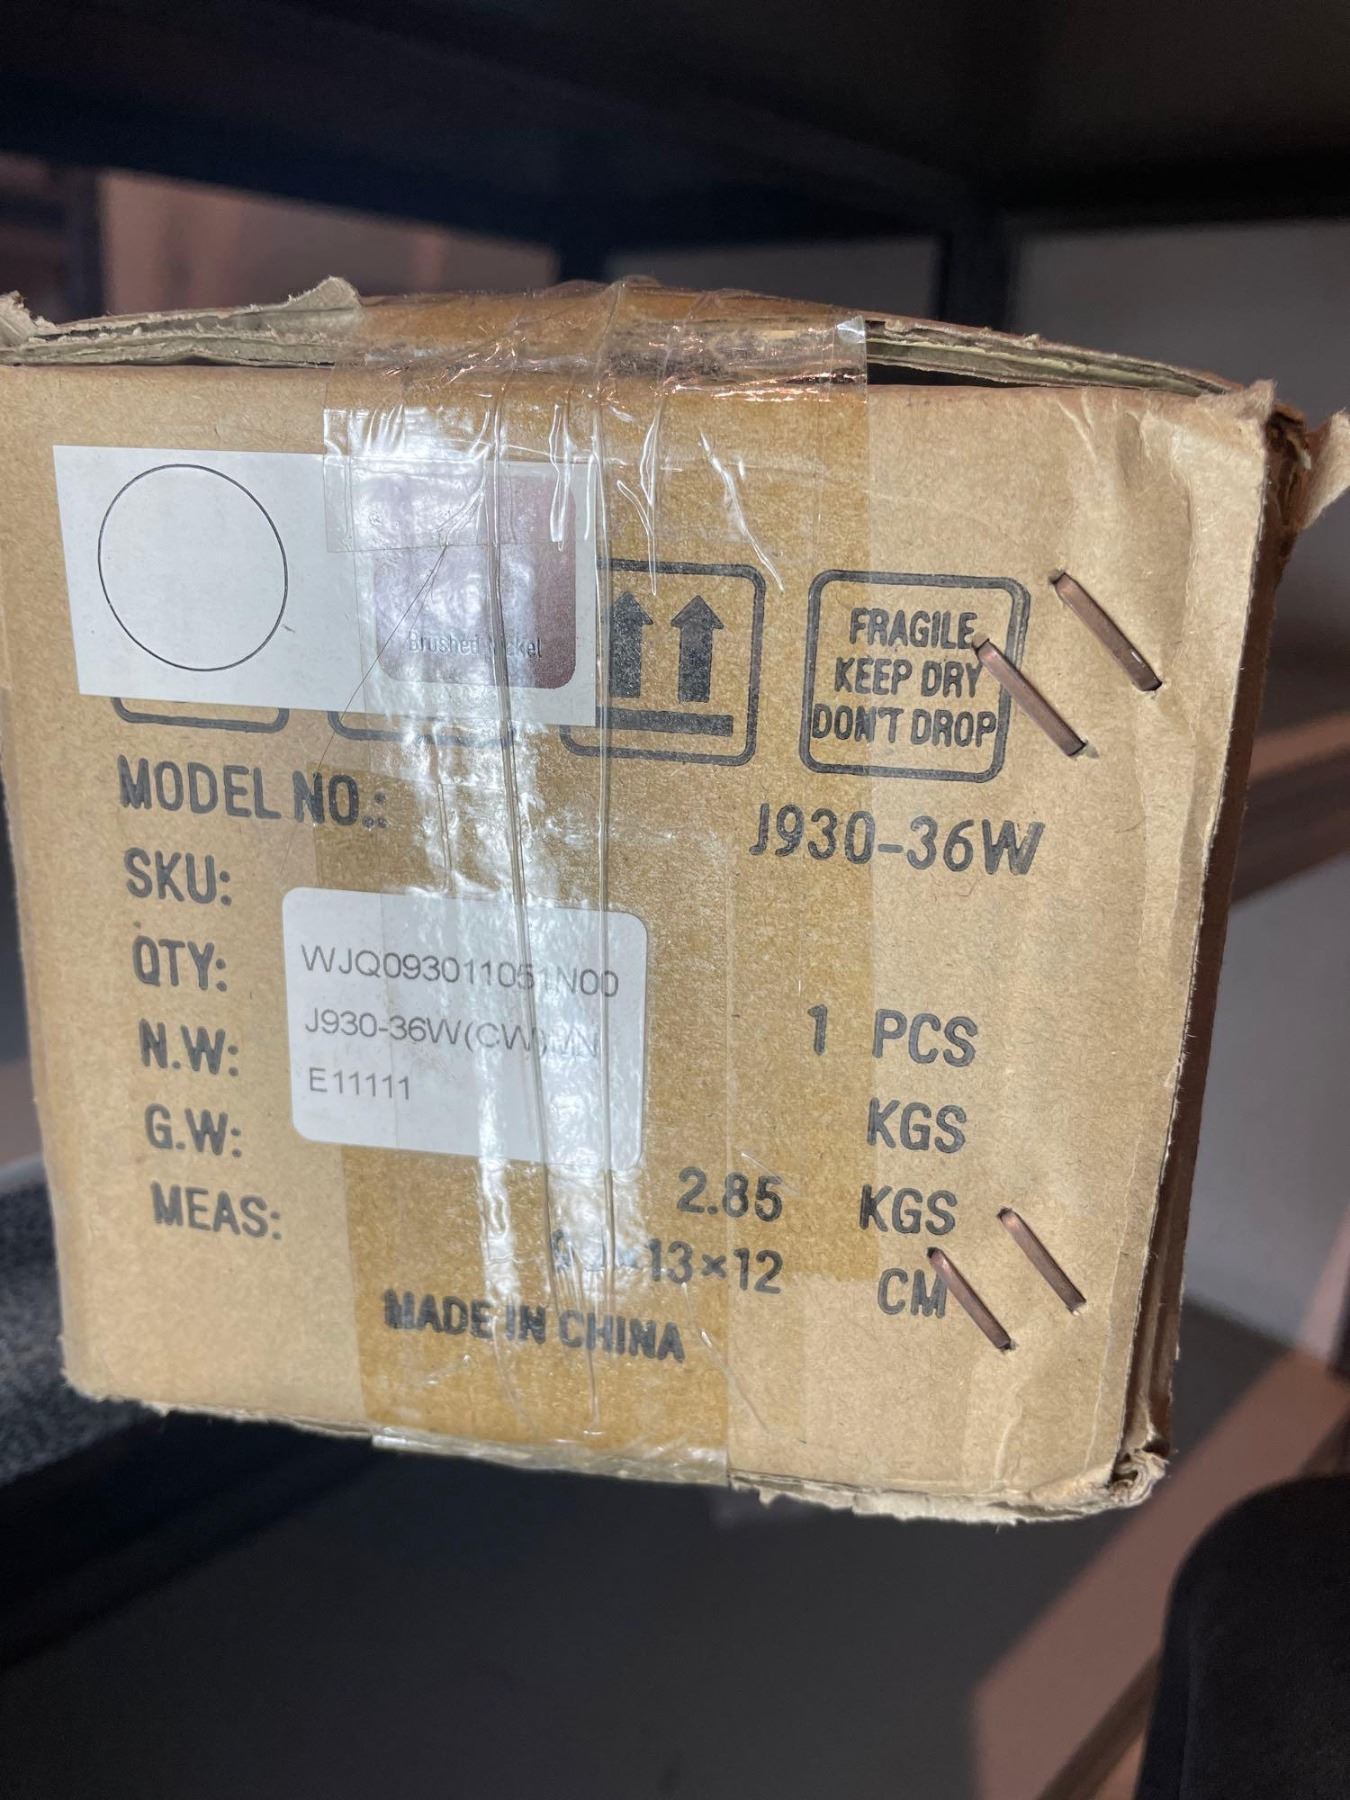 Brushed Nickel
FRAGILE
KEEP DRY
DON'T DROP
MODEL NO.: J930-36W
SKU:
QTY: 1 PCS
WJQ093011051N00
J930-36W(CW)
E11111
N.W: KGS
G.W: 2.85 KGS
MEAS: ×13×12 CM
MADE IN CHINA